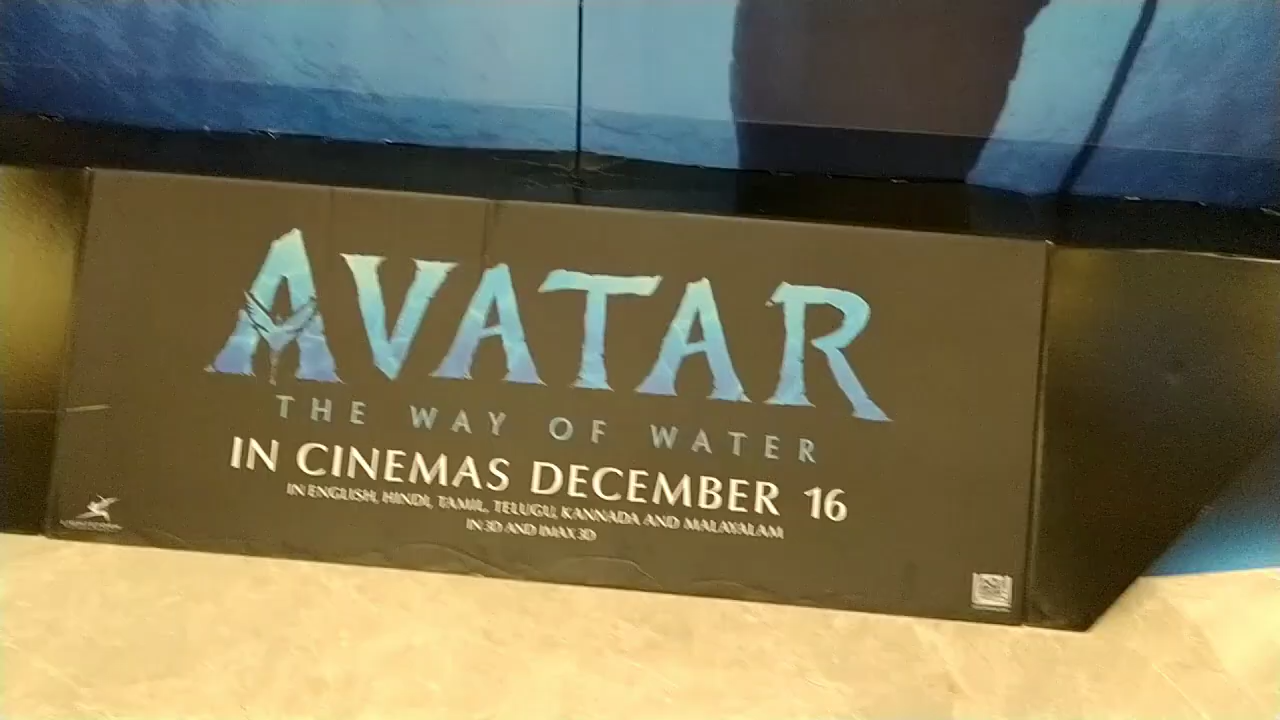 AVATAR
THE WAY OF WATER
IN CINEMAS DECEMBER 16
IN ENGLISH, HINDI, TAMIL, TELUGU, KANNADA AND MALAYALAM
IN 3D AND IMAX 3D